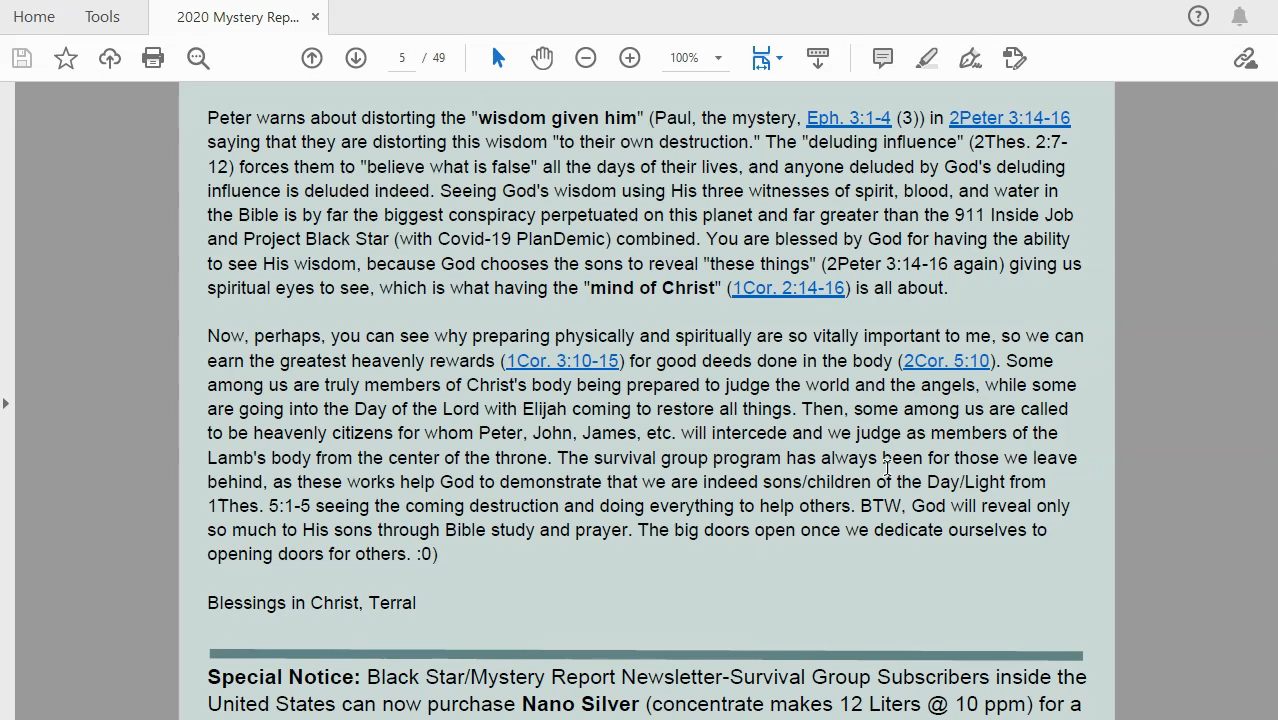 Home Tools 2020 Mystery Rep... ×
5 / 49 100%
Peter warns about distorting the "wisdom given him" (Paul, the mystery, Eph. 3:1-4 (3)) in 2Peter 3:14-16
saying that they are distorting this wisdom "to their own destruction." The "deluding influence" (2Thes. 2:7-
12) forces them to "believe what is false" all the days of their lives, and anyone deluded by God's deluding
influence is deluded indeed. Seeing God's wisdom using His three witnesses of spirit, blood, and water in
the Bible is by far the biggest conspiracy perpetuated on this planet and far greater than the 911 Inside Job
and Project Black Star (with Covid-19 PlanDemic) combined. You are blessed by God for having the ability
to see His wisdom, because God chooses the sons to reveal "these things" (2Peter 3:14-16 again) giving us
spiritual eyes to see, which is what having the "mind of Christ" (1Cor. 2:14-16) is all about.
Now, perhaps, you can see why preparing physically and spiritually are so vitally important to me, so we can
earn the greatest heavenly rewards (1Cor. 3:10-15) for good deeds done in the body (2Cor. 5:10). Some
among us are truly members of Christ's body being prepared to judge the world and the angels, while some
are going into the Day of the Lord with Elijah coming to restore all things. Then, some among us are called
to be heavenly citizens for whom Peter, John, James, etc. will intercede and we judge as members of the
Lamb's body from the center of the throne. The survival group program has always been for those we leave
behind, as these works help God to demonstrate that we are indeed sons/children of the Day/Light from
1Thes. 5:1-5 seeing the coming destruction and doing everything to help others. BTW, God will reveal only
so much to His sons through Bible study and prayer. The big doors open once we dedicate ourselves to
opening doors for others. :0)
Blessings in Christ, Terral
Special Notice: Black Star/Mystery Report Newsletter-Survival Group Subscribers inside the
United States can now purchase Nano Silver (concentrate makes 12 Liters @ 10 ppm) for a